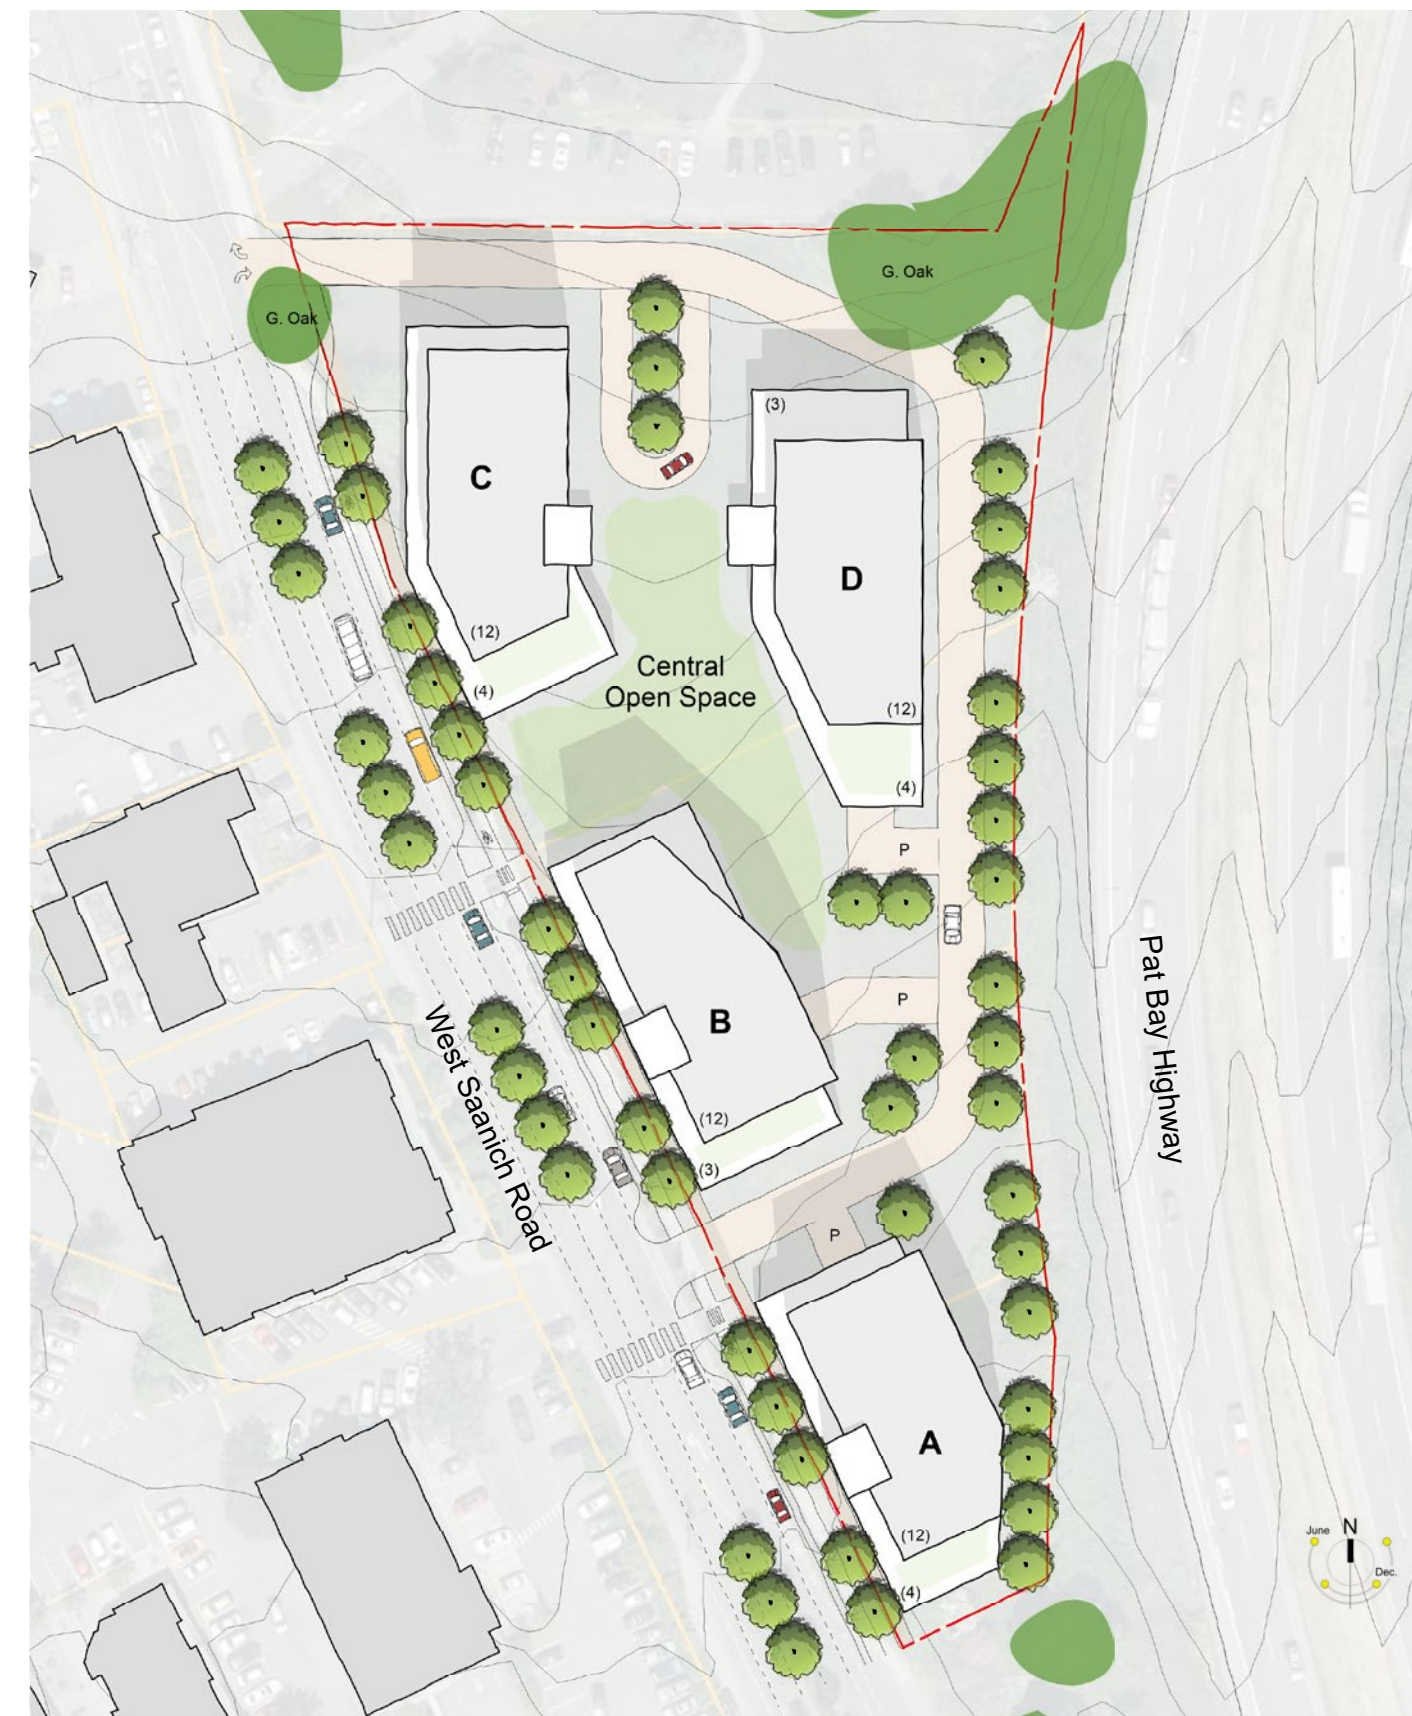 G. Oak
G. Oak
(3)
C
D
(12)
Central
Open Space
(4)
(12)
(4)
P
P
Pat Bay Highway
West Saanich Road
B
(12)
(3)
P
A
(12)
(4)
June
N
Dec.